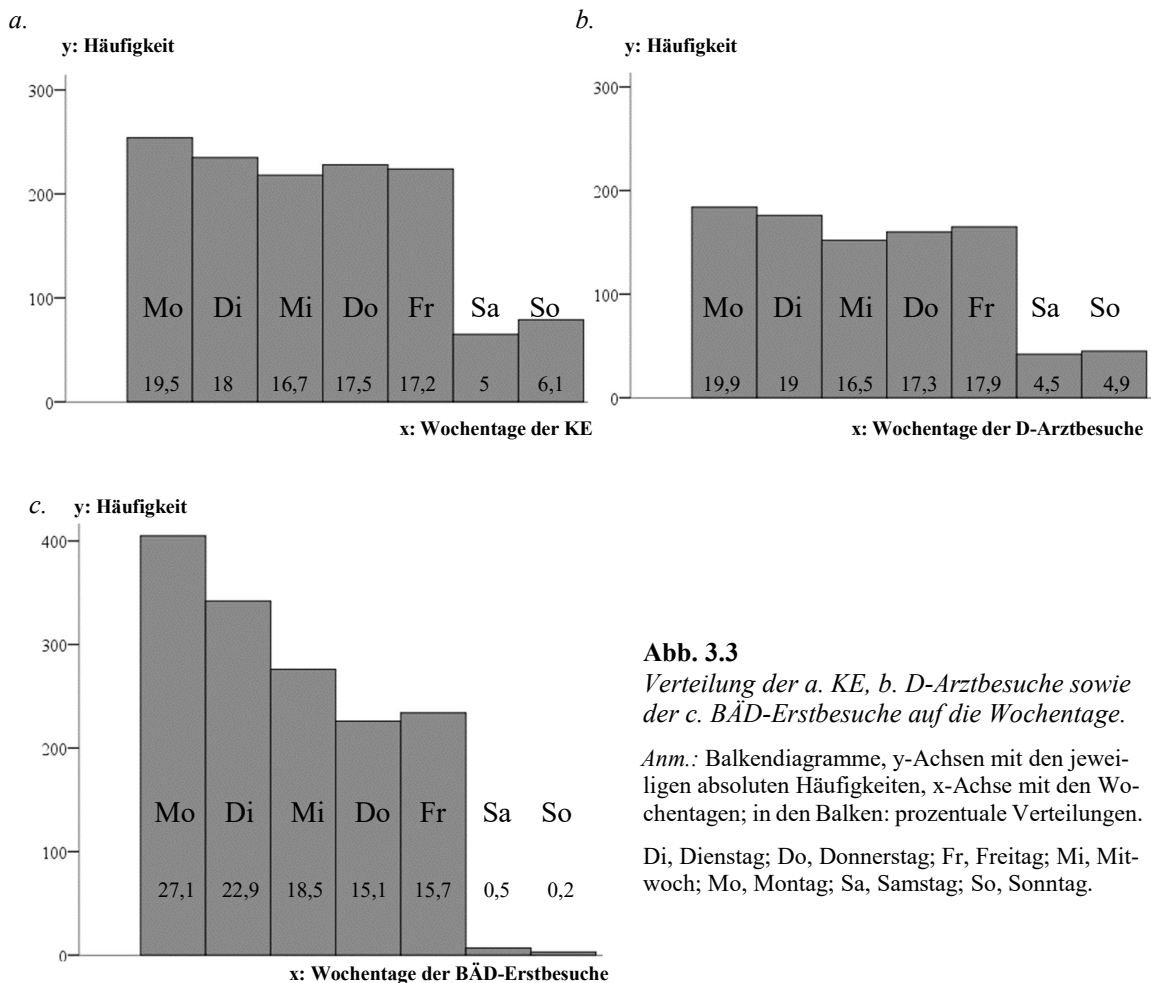 a.
y: Häufigkeit
300
200
100
0
Mo Di Mi Do Fr Sa So
19,5 18 16,7 17,5 17,2 5 6,1
x: Wochentage der KE
b.
y: Häufigkeit
300
200
100
0
Mo Di Mi Do Fr Sa So
19,9 19 16,5 17,3 17,9 4,5 4,9
x: Wochentage der D-Arztbesuche
c. y: Häufigkeit
400
300
200
100
0
Mo Di Mi Do Fr Sa So
27,1 22,9 18,5 15,1 15,7 0,5 0,2
x: Wochentage der BÄD-Erstbesuche
Abb. 3.3
Verteilung der a. KE, b. D-Arztbesuche sowie
der c. BÄD-Erstbesuche auf die Wochentage.
Anm.: Balkendiagramme, y-Achsen mit den jewei-
ligen absoluten Häufigkeiten, x-Achse mit den Wo-
chentagen; in den Balken: prozentuale Verteilungen.
Di, Dienstag; Do, Donnerstag; Fr, Freitag; Mi, Mit-
woch; Mo, Montag; Sa, Samstag; So, Sonntag.